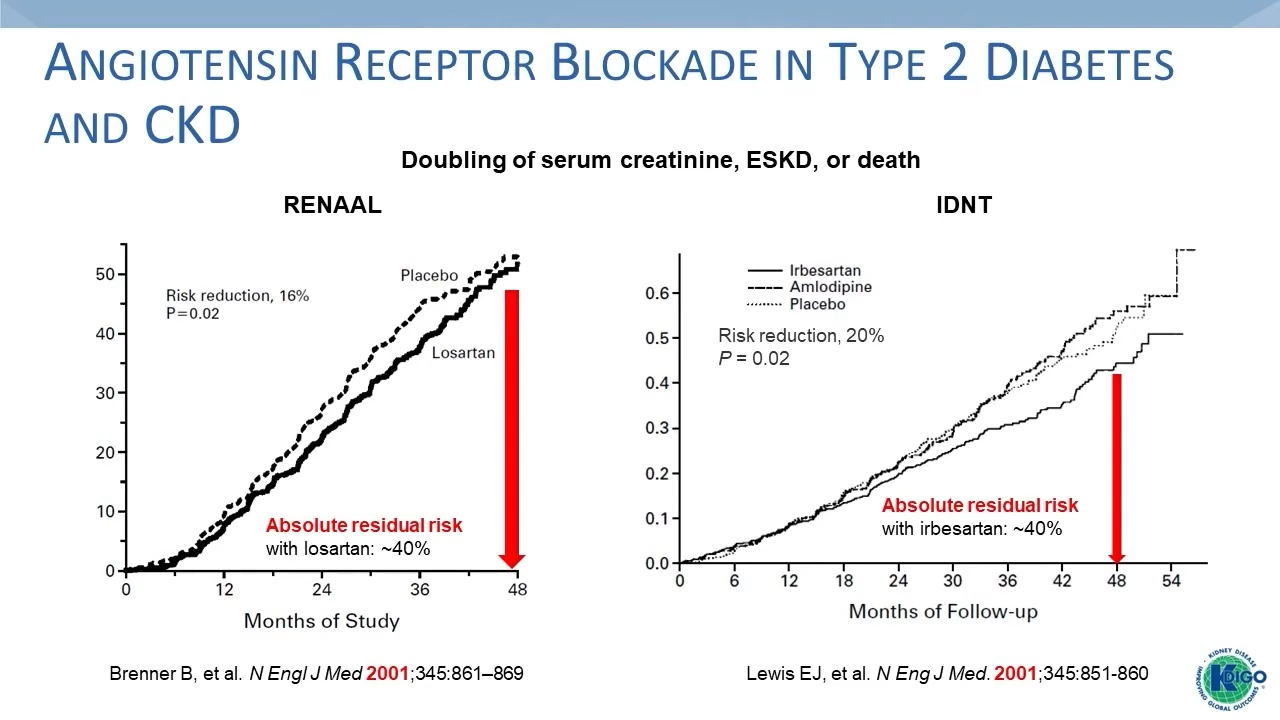 ANGIOTENSIN RECEPTOR BLOCKADE IN TYPE 2 DIABETES
AND CKD
Doubling of serum creatinine, ESKD, or death
RENAAL
50
40
30
20
10
0
Risk reduction, 16%
P=0.02
Placebo
Losartan
Absolute residual risk
with losartan: ~40%
0 12 24 36 48
Months of Study
Brenner B, et al. N Engl J Med 2001;345:861–869
IDNT
0.6
0.5
0.4
0.3
0.2
0.1
0.0
Irbesartan
Amlodipine
Placebo
Risk reduction, 20%
P = 0.02
Absolute residual risk
with irbesartan: ~40%
0 6 12 18 24 30 36 42 48 54
Months of Follow-up
Lewis EJ, et al. N Eng J Med. 2001;345:851-860
KIDNEY DISEASE
KDIGO
IMPROVING GLOBAL OUTCOMES